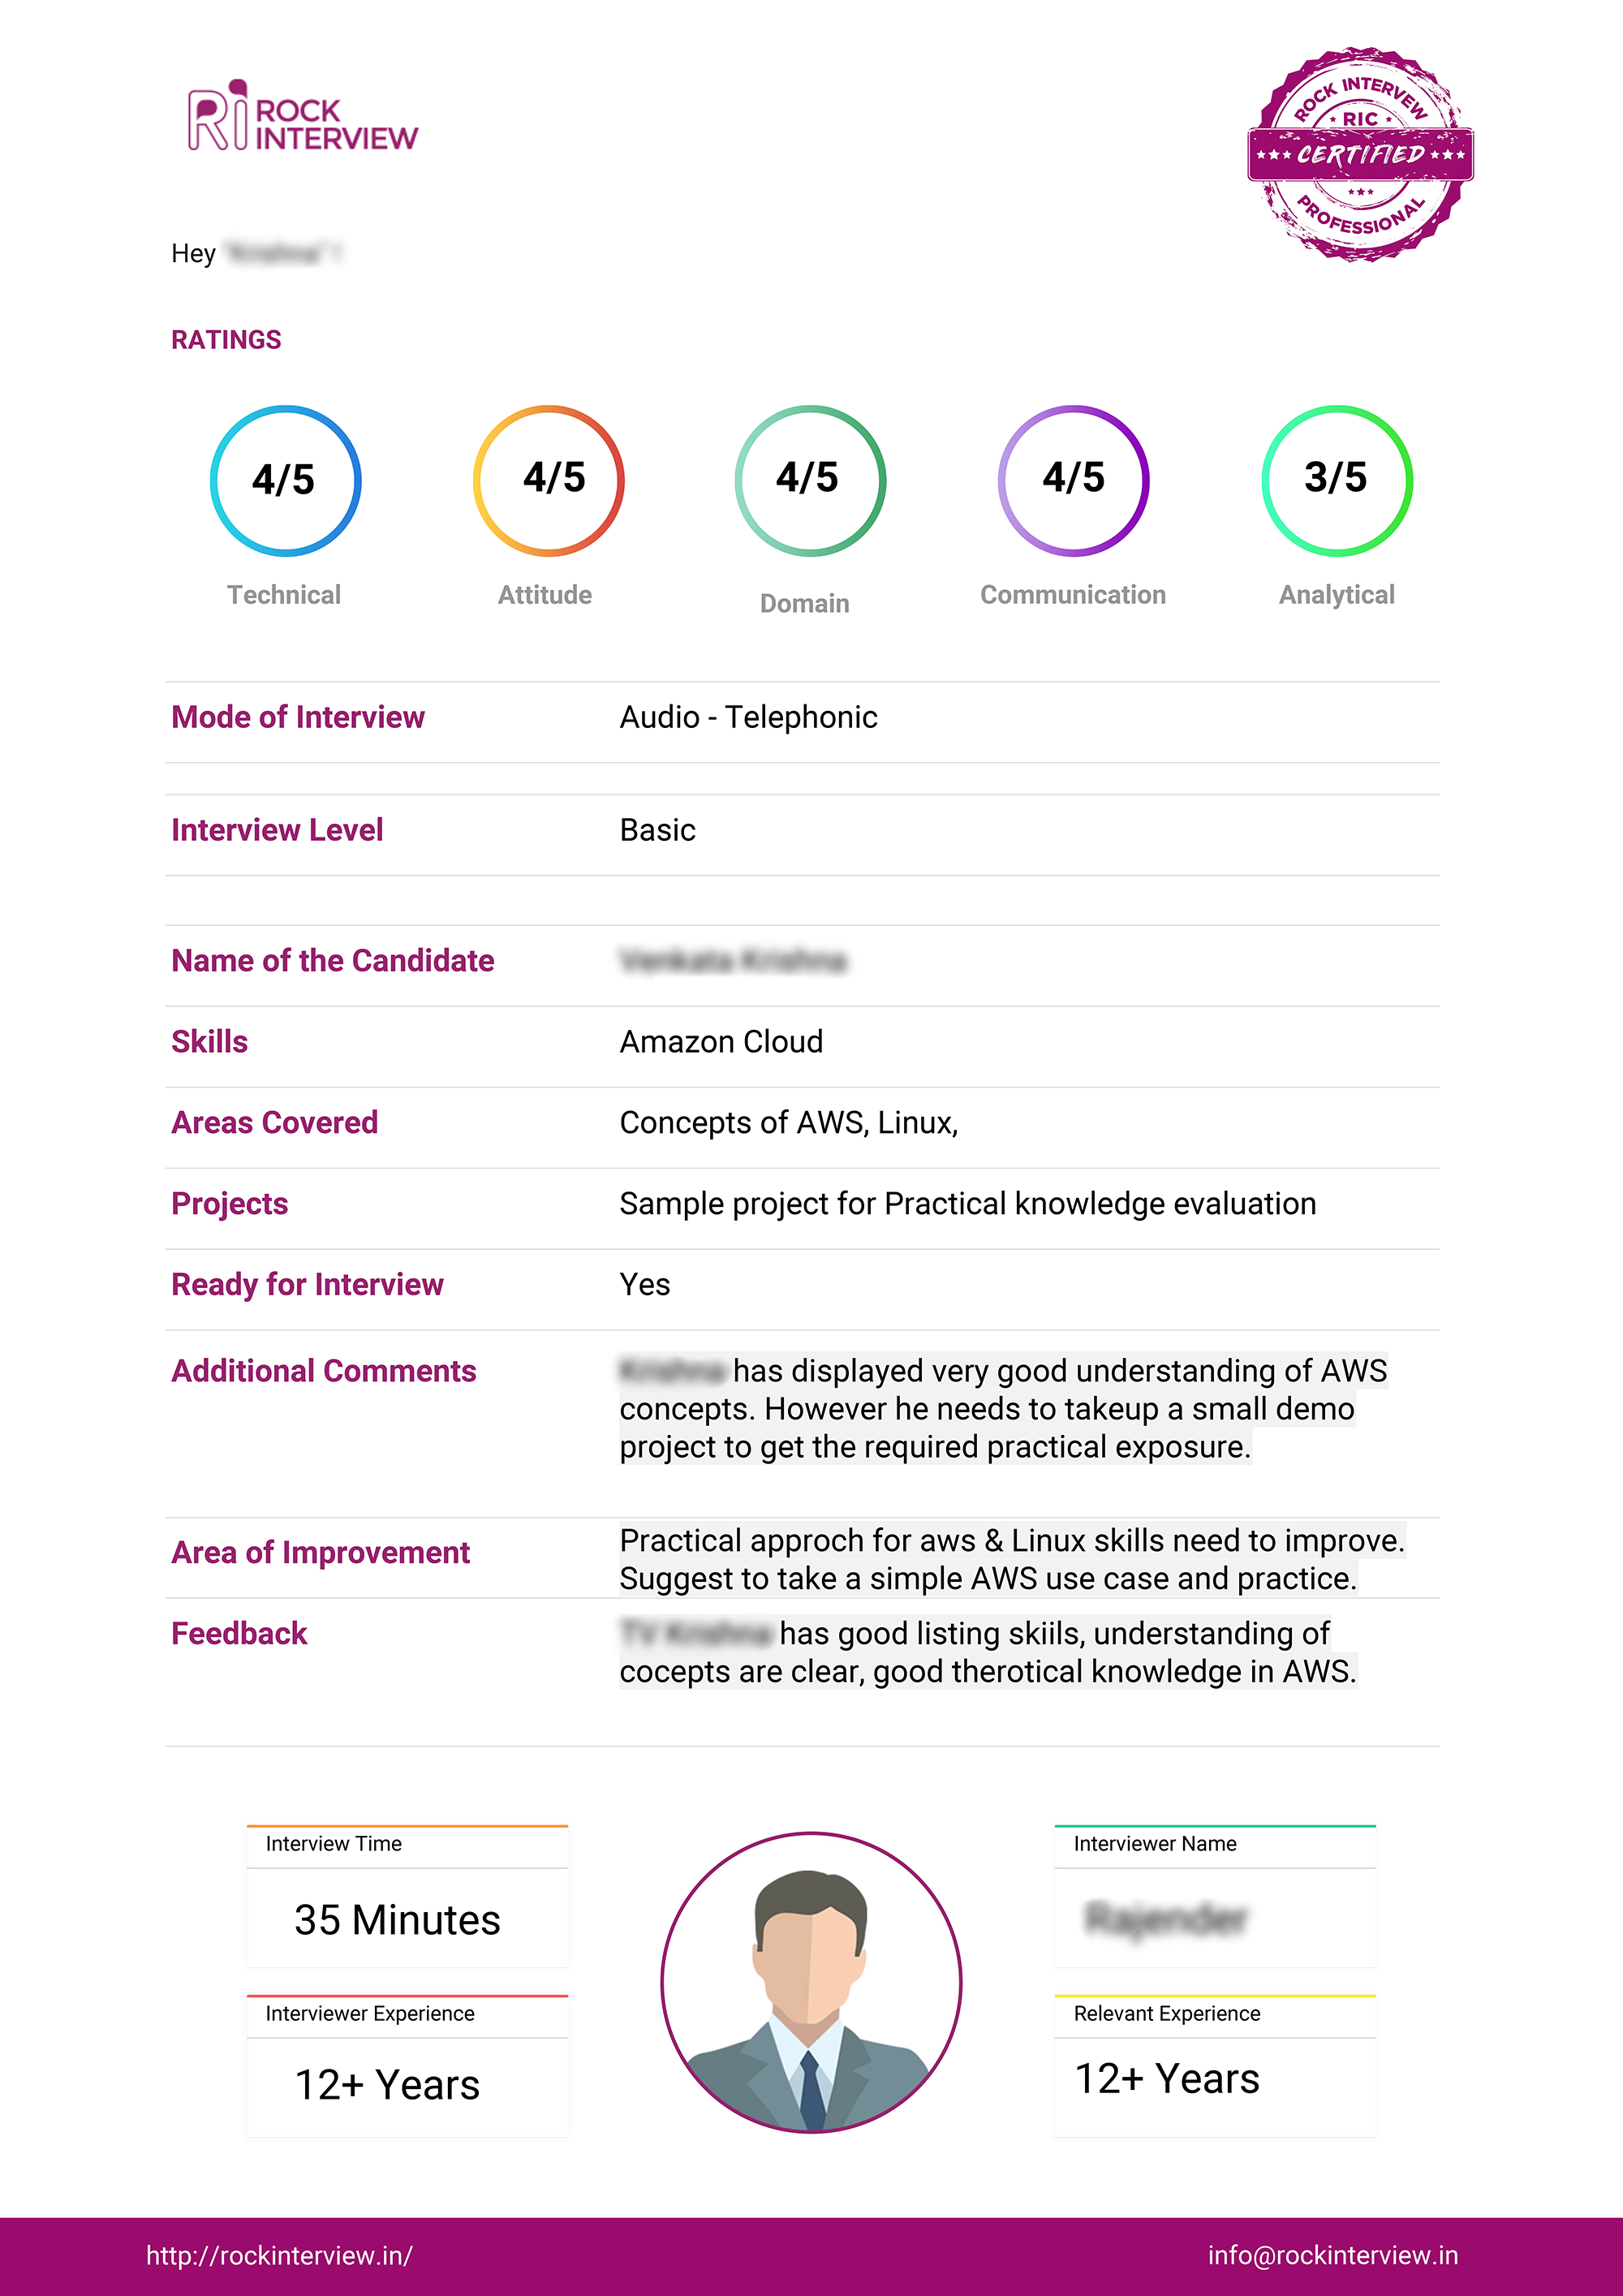 Ri ROCK
INTERVIEW
ROCK INTERVEW
RIC
CERTIFIED
PROFESSIONAL
Hey
RATINGS
4/5 4/5 4/5 4/5 3/5
Technical Attitude Domain Communication Analytical
Mode of Interview Audio - Telephonic
Interview Level Basic
Name of the Candidate
Skills Amazon Cloud
Areas Covered Concepts of AWS, Linux,
Projects Sample project for Practical knowledge evaluation
Ready for Interview Yes
Additional Comments has displayed very good understanding of AWS
concepts. However he needs to takeup a small demo
project to get the required practical exposure.
Area of Improvement Practical approch for aws & Linux skills need to improve.
Suggest to take a simple AWS use case and practice.
Feedback has good listing skiils, understanding of
cocepts are clear, good therotical knowledge in AWS.
Interview Time
35 Minutes
Interviewer Name
Interviewer Experience
12+ Years
Relevant Experience
12+ Years
http://rockinterview.in/ info@rockinterview.in